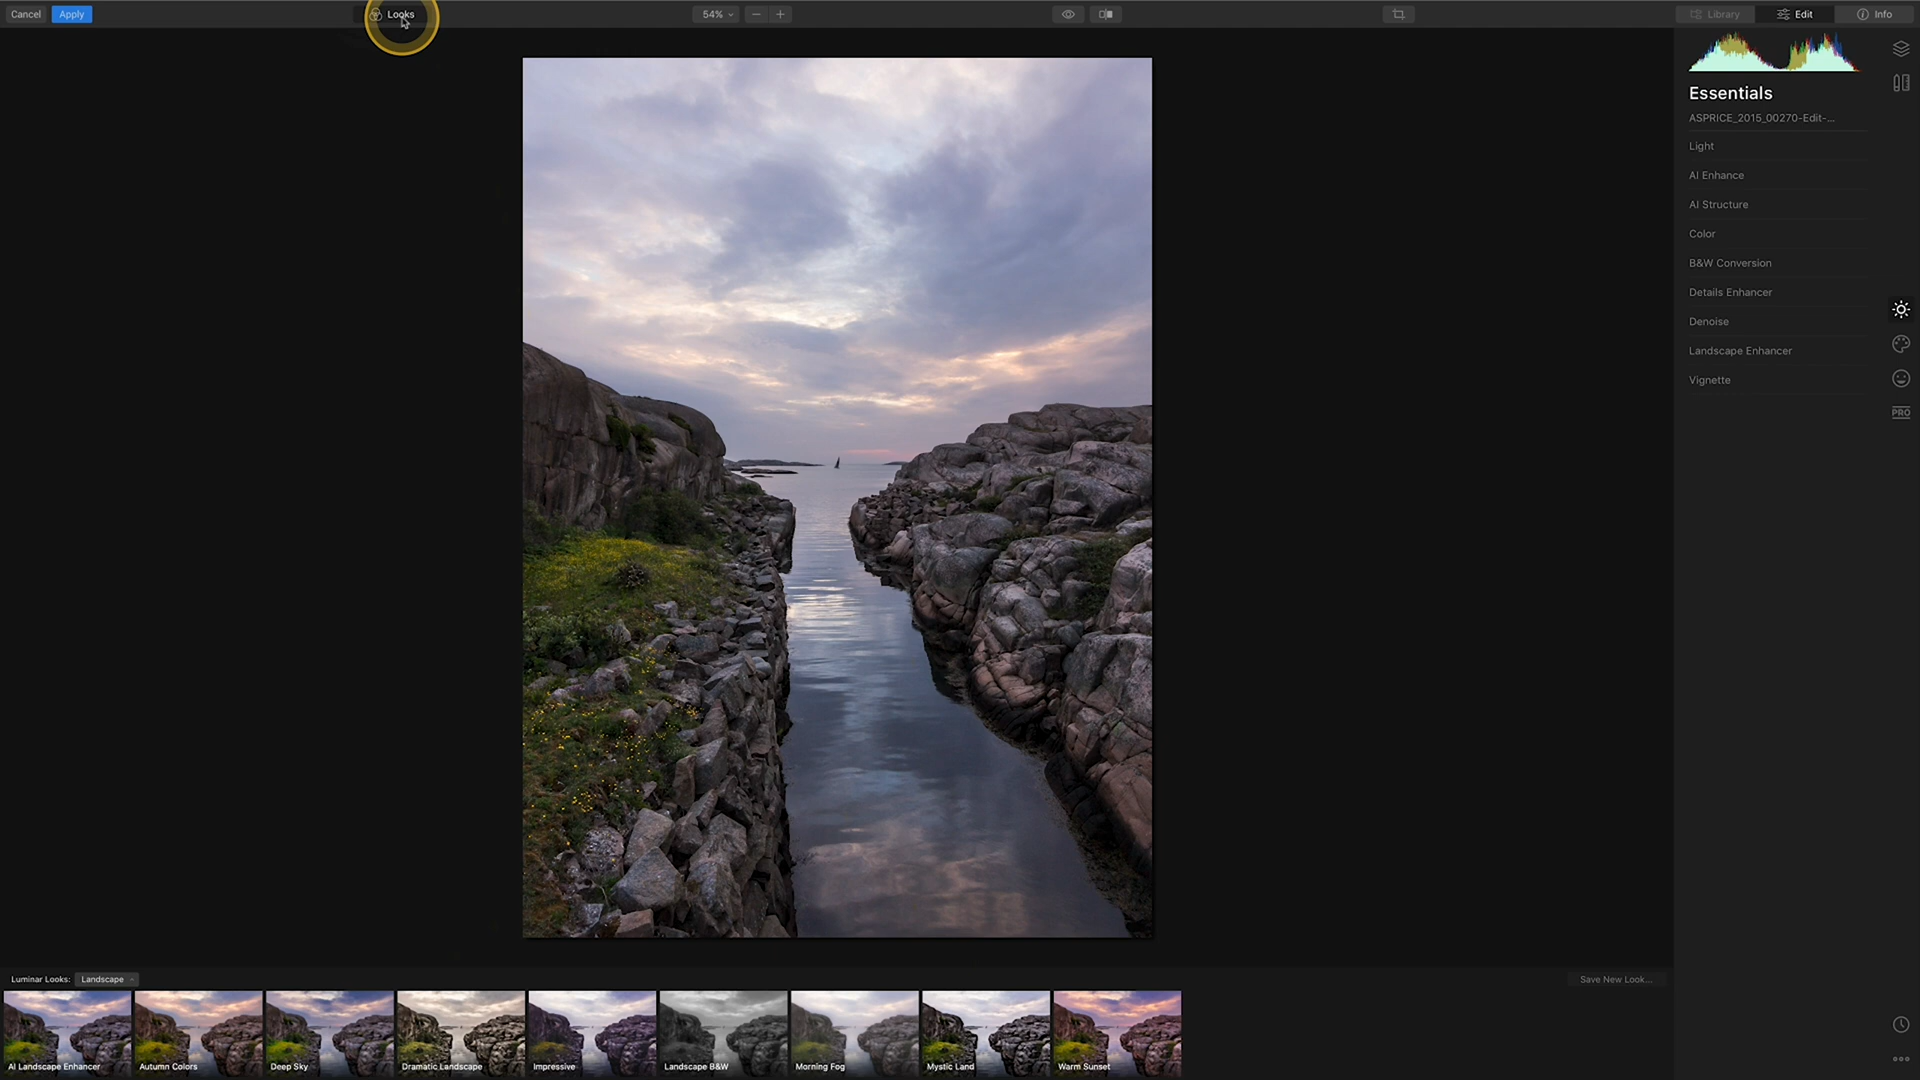 Cancel
Apply
Looks
54%
Library
Edit
Info
Essentials
ASPRICE_2015_00270-Edit-...
Light
AI Enhance
AI Structure
Color
B&W Conversion
Details Enhancer
Denoise
Landscape Enhancer
Vignette
PRO
Luminar Looks:
Landscape
Save New Look...
AI Landscape Enhancer
Autumn Colors
Deep Sky
Dramatic Landscape
Impressive
Landscape B&W
Morning Fog
Mystic Land
Warm Sunset